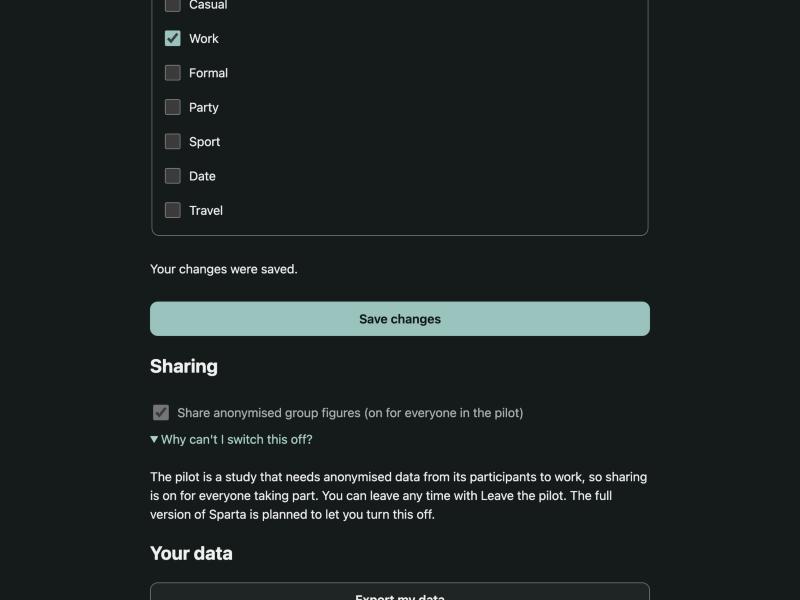 Casual
Work
Formal
Party
Sport
Date
Travel
Your changes were saved.
Save changes
Sharing
Share anonymised group figures (on for everyone in the pilot)
Why can't I switch this off?
The pilot is a study that needs anonymised data from its participants to work, so sharing
is on for everyone taking part. You can leave any time with Leave the pilot. The full
version of Sparta is planned to let you turn this off.
Your data
Export my data